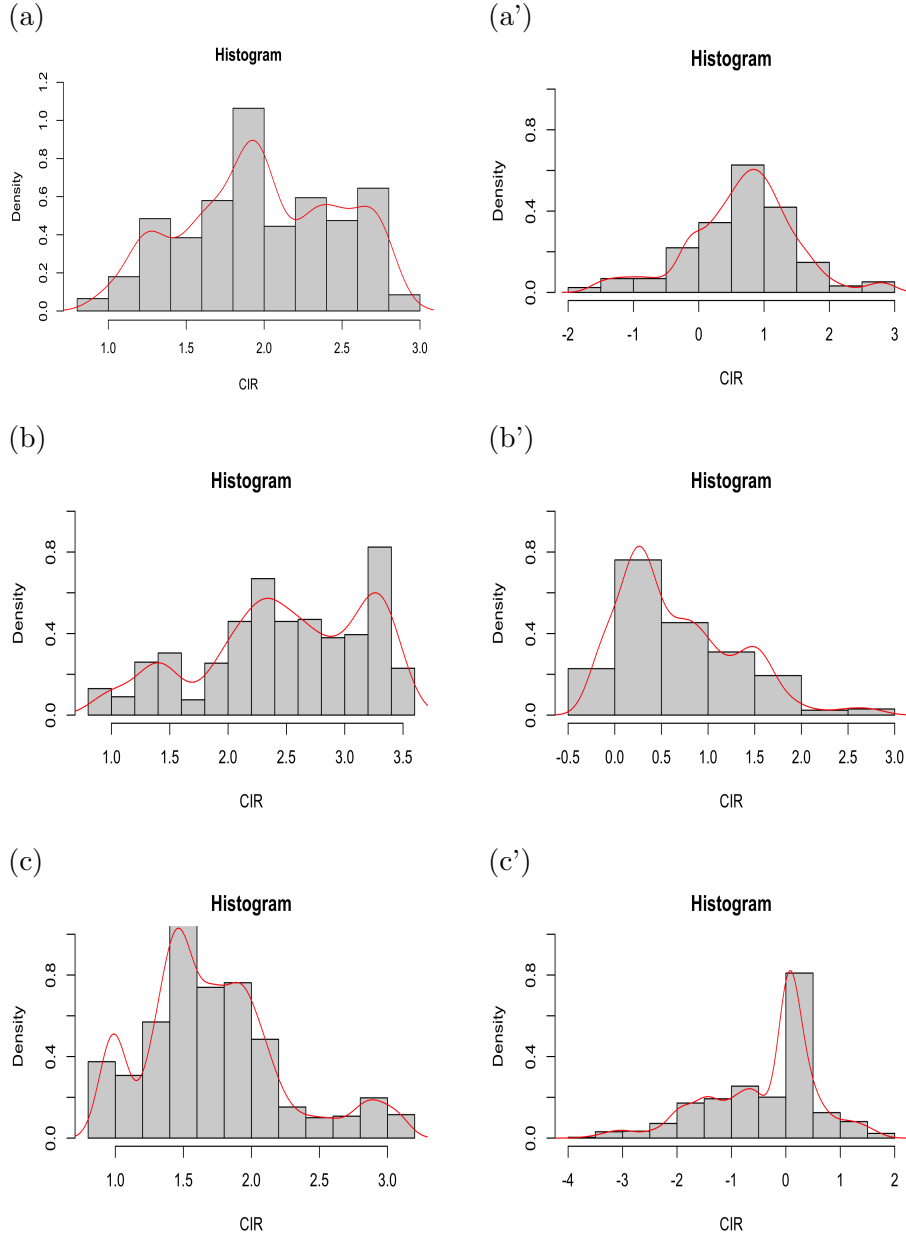 (a)
Histogram
Density
0.0 0.2 0.4 0.6 0.8 1.0 1.2
1.0 1.5 2.0 2.5 3.0
CIR
(a')
Histogram
Density
0.0 0.4 0.8
-2 -1 0 1 2 3
CIR
(b)
Histogram
Density
0.0 0.4 0.8
1.0 1.5 2.0 2.5 3.0 3.5
CIR
(b')
Histogram
Density
0.0 0.4 0.8
-0.5 0.0 0.5 1.0 1.5 2.0 2.5 3.0
CIR
(c)
Histogram
Density
0.0 0.4 0.8
1.0 1.5 2.0 2.5 3.0
CIR
(c')
Histogram
Density
0.0 0.4 0.8
-4 -3 -2 -1 0 1 2
CIR